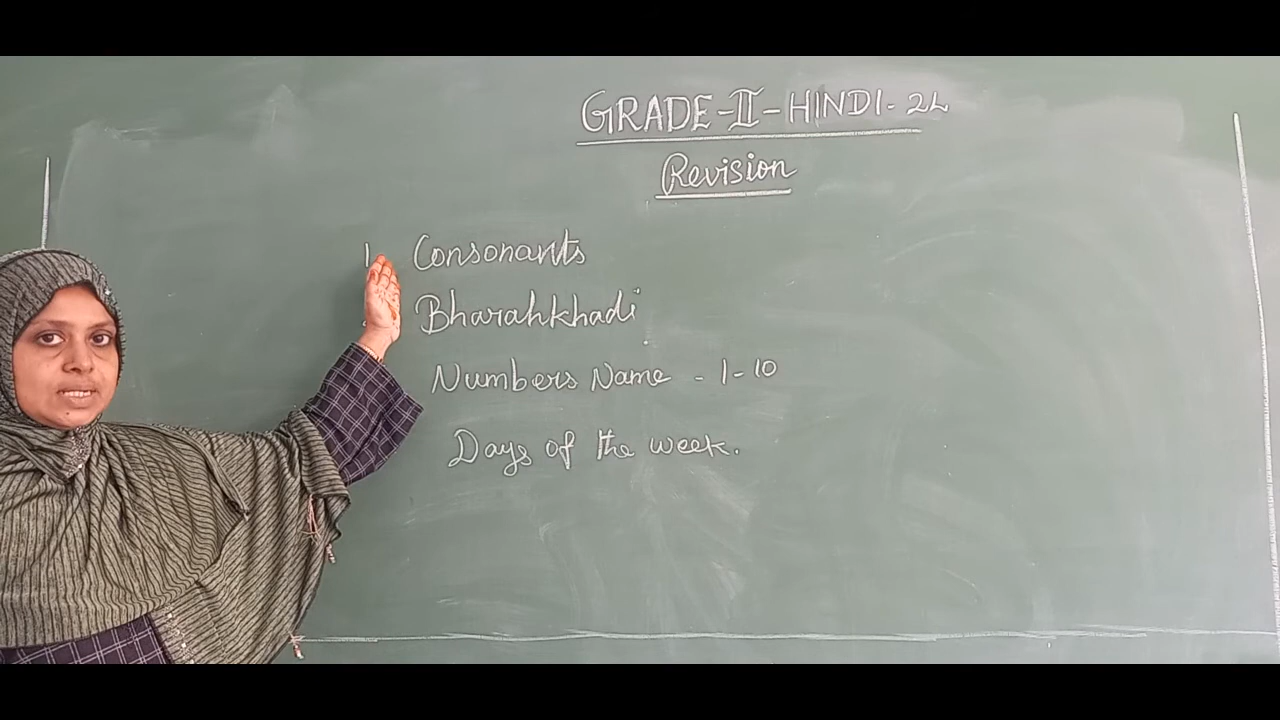 GRADE-II-HINDI-2L
Revision
1 Consonants
Bharahkhadi
Numbers Name - 1-10
Days of the week.